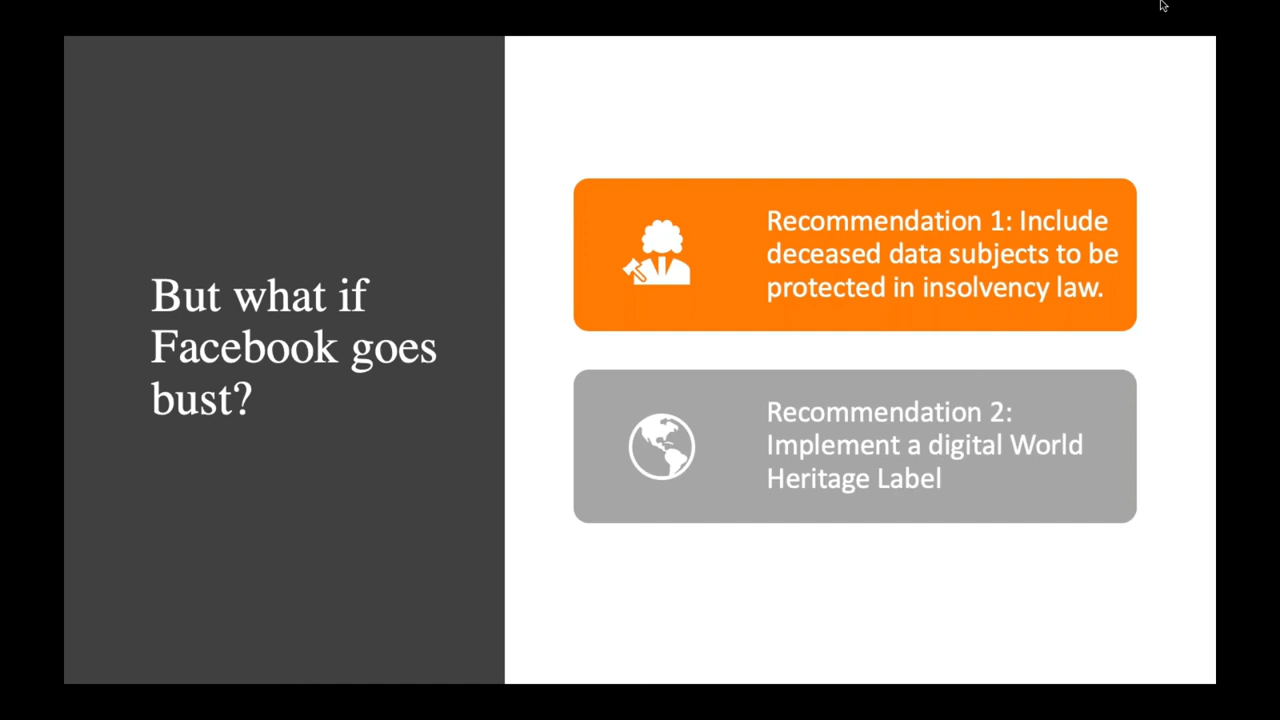 But what if
Facebook goes
bust?
Recommendation 1: Include
deceased data subjects to be
protected in insolvency law.
Recommendation 2:
Implement a digital World
Heritage Label